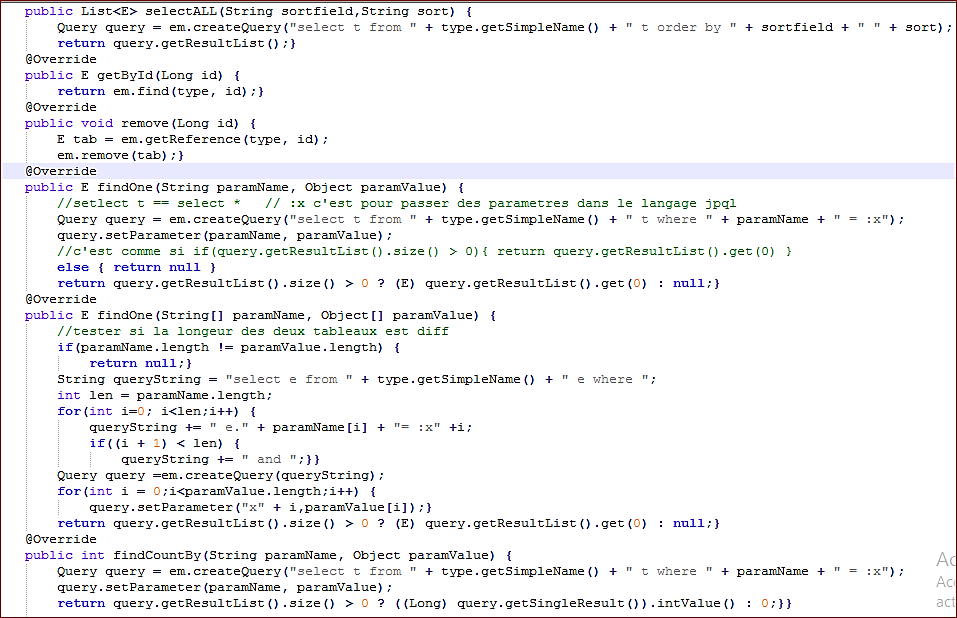 public List<E> selectALL(String sortfield,String sort) {
    Query query = em.createQuery("select t from " + type.getSimpleName() + " t order by " + sortfield + " " + sort);
    return query.getResultList();}
@Override
public E getById(Long id) {
    return em.find(type, id);}
@Override
public void remove(Long id) {
    E tab = em.getReference(type, id);
    em.remove(tab);}
@Override
public E findOne(String paramName, Object paramValue) {
    //setlect t == select *   // :x c'est pour passer des parametres dans le langage jpql
    Query query = em.createQuery("select t from " + type.getSimpleName() + " t where " + paramName + " = :x");
    query.setParameter(paramName, paramValue);
    //c'est comme si if(query.getResultList().size() > 0){ return query.getResultList().get(0) }
    else { return null }
    return query.getResultList().size() > 0 ? (E) query.getResultList().get(0) : null;}
@Override
public E findOne(String[] paramName, Object[] paramValue) {
    //tester si la longeur des deux tableaux est diff
    if(paramName.length != paramValue.length) {
        return null;}
    String queryString = "select e from " + type.getSimpleName() + " e where ";
    int len = paramName.length;
    for(int i=0; i<len;i++) {
        queryString += " e." + paramName[i] + "= :x" +i;
        if((i + 1) < len) {
            queryString += " and ";}}
    Query query =em.createQuery(queryString);
    for(int i = 0;i<paramValue.length;i++) {
        query.setParameter("x" + i,paramValue[i]);}
    return query.getResultList().size() > 0 ? (E) query.getResultList().get(0) : null;}
@Override
public int findCountBy(String paramName, Object paramValue) {
    Query query = em.createQuery("select t from " + type.getSimpleName() + " t where " + paramName + " = :x");
    query.setParameter(paramName, paramValue);
    return query.getResultList().size() > 0 ? ((Long) query.getSingleResult()).intValue() : 0;}}